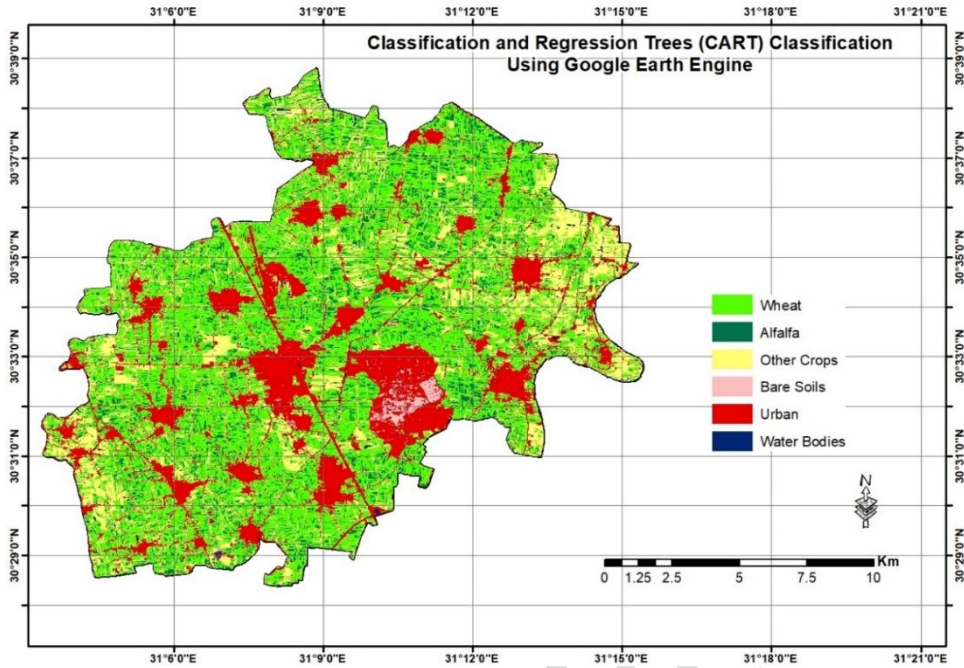 31°6'0"E 31°9'0"E 31°12'0"E 31°15'0"E 31°18'0"E 31°21'0"E
Classification and Regression Trees (CART) Classification
Using Google Earth Engine
30°39'0"N 30°39'0"N
30°37'0"N 30°37'0"N
30°35'0"N 30°35'0"N
30°33'0"N 30°33'0"N
30°31'0"N 30°31'0"N
30°29'0"N 30°29'0"N
Wheat
Alfalfa
Other Crops
Bare Soils
Urban
Water Bodies
N
Km
0 1.25 2.5 5 7.5 10
31°6'0"E 31°9'0"E 31°12'0"E 31°15'0"E 31°18'0"E 31°21'0"E